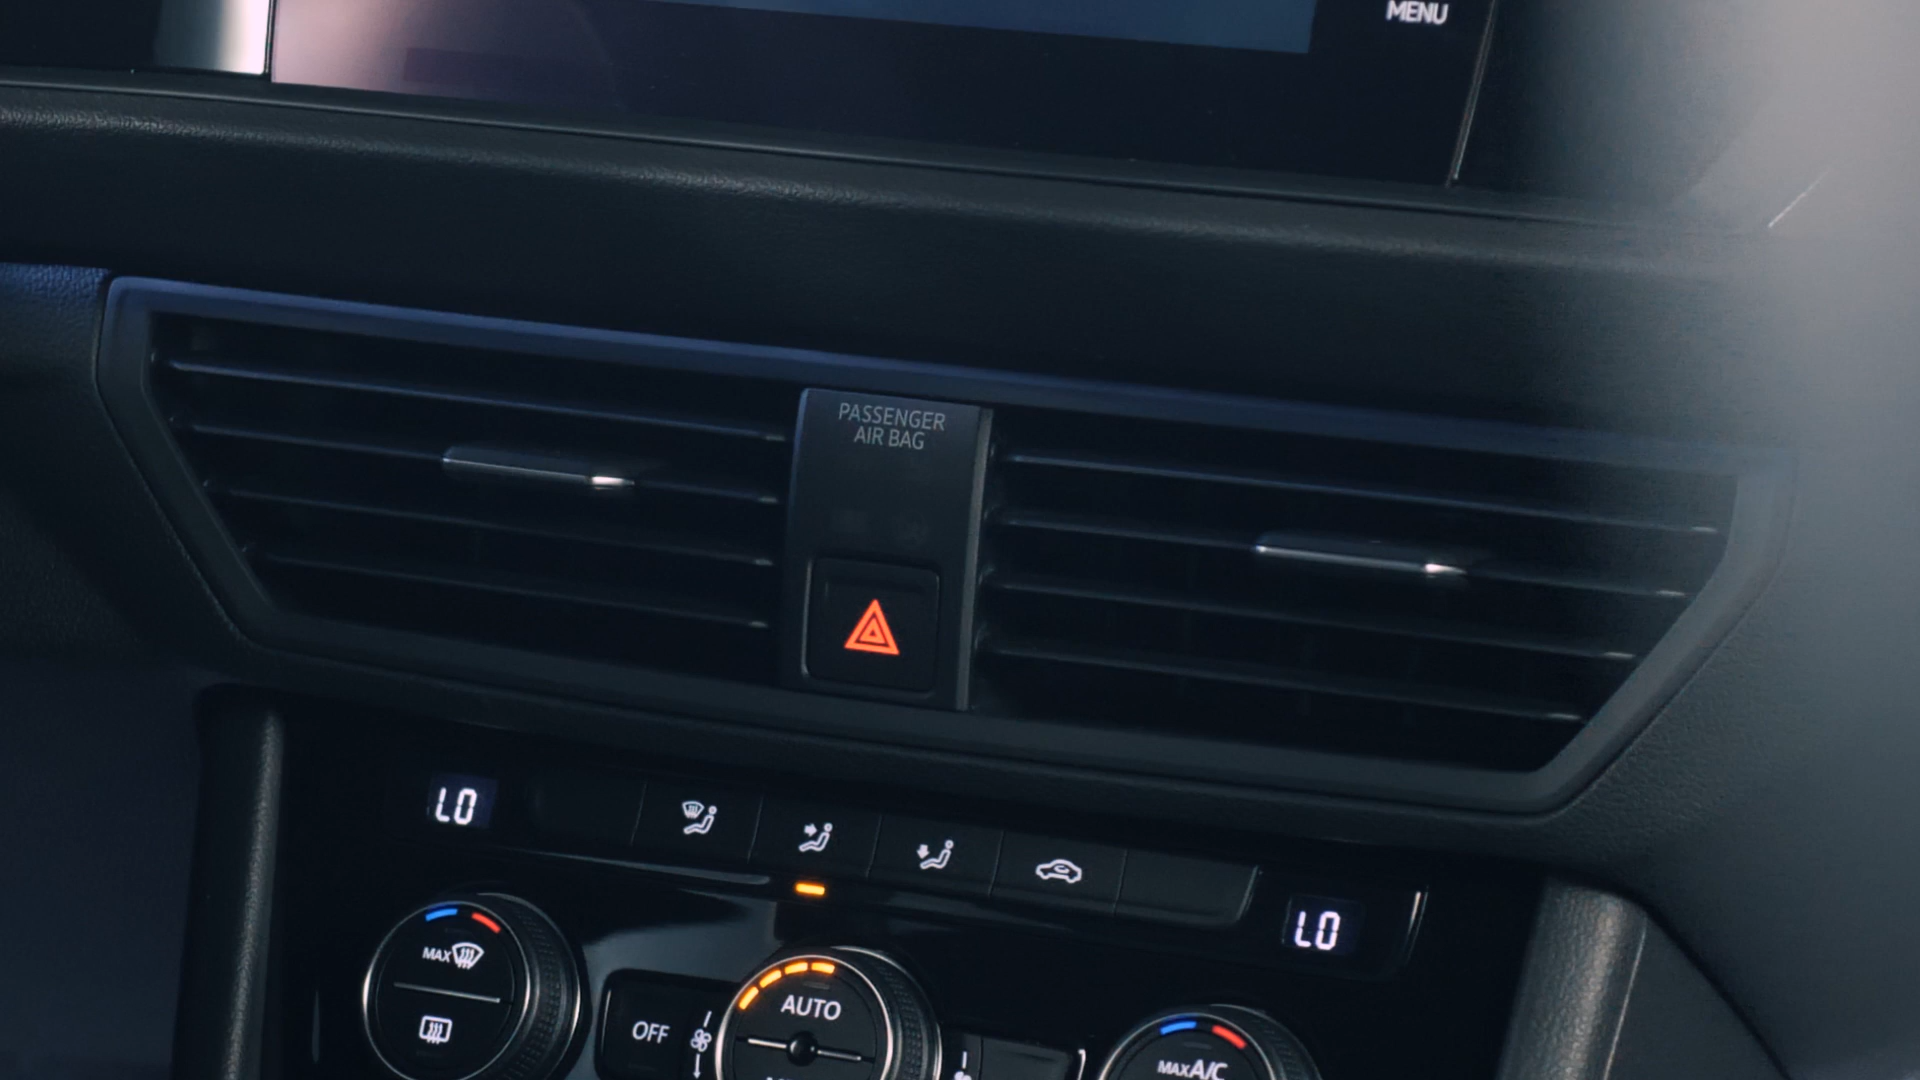 MENU
PASSENGER
AIR BAG
LO
LO
MAX
AUTO
OFF
MAX A/C